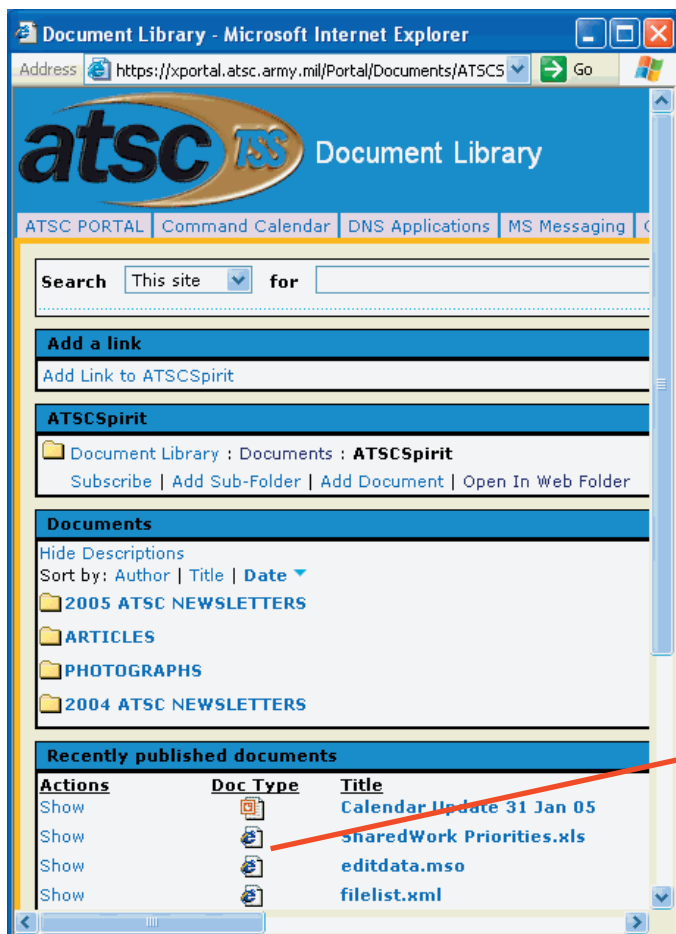 Document Library - Microsoft Internet Explorer
Address https://xportal.atsc.army.mil/Portal/Documents/ATSCS Go
atsc TSS Document Library
ATSC PORTAL Command Calendar DNS Applications MS Messaging
Search This site for
Add a link
Add Link to ATSCSpirit
ATSCSpirit
Document Library : Documents : ATSCSpirit
Subscribe | Add Sub-Folder | Add Document | Open In Web Folder
Documents
Hide Descriptions
Sort by: Author | Title | Date
2005 ATSC NEWSLETTERS
ARTICLES
PHOTOGRAPHS
2004 ATSC NEWSLETTERS
Recently published documents
Actions Doc Type Title
Show Calendar Update 31 Jan 05
Show SharedWork Priorities.xls
Show editdata.mso
Show filelist.xml